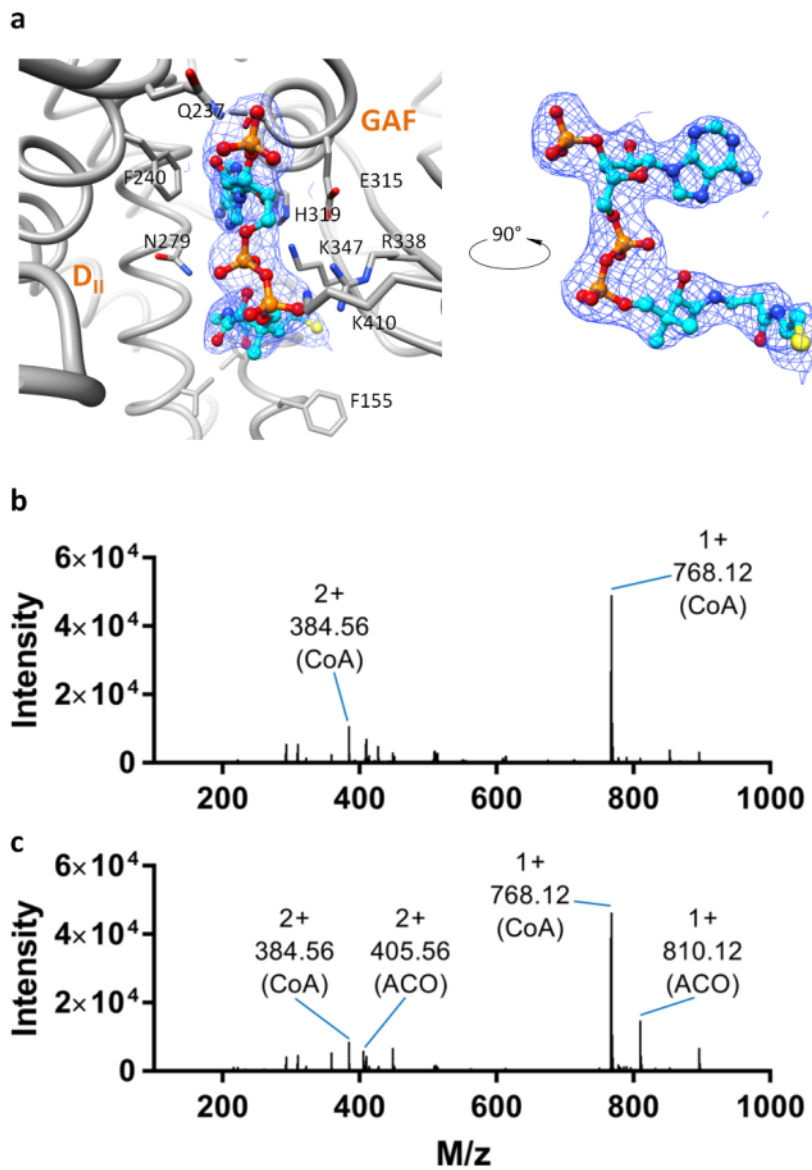 a
Q237
GAF
F240
E315
H319
N279
K347
R338
90°
D_II
K410
F155
b
6×10⁴
4×10⁴
2×10⁴
0
Intensity
2+
384.56
(CoA)
1+
768.12
(CoA)
200 400 600 800 1000
c
6×10⁴
4×10⁴
2×10⁴
0
Intensity
2+
384.56
(CoA)
2+
405.56
(ACO)
1+
768.12
(CoA)
1+
810.12
(ACO)
200 400 600 800 1000
M/z